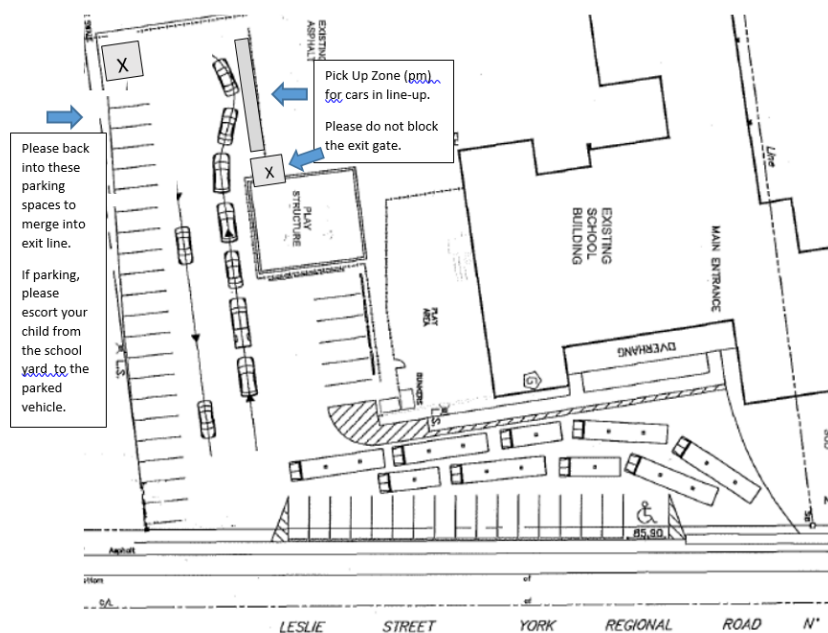 EXISTING
ASPHALT
X
Pick Up Zone (pm)
for cars in line-up.
Please do not block
the exit gate.
Please back
into these
parking
spaces to
merge into
exit line.
If parking,
please
escort your
child from
the school
yard to the
parked
vehicle.
X
PLAY
STRUCTURE
EXISTING
SCHOOL
BUILDING
MAIN ENTRANCE
Line
PLAY
AREA
OVERHANG
G
BUNKERS
L.S.
L.S.
85.90
Asphalt
ottom
of
C/L
of
LESLIE STREET YORK REGIONAL ROAD N°